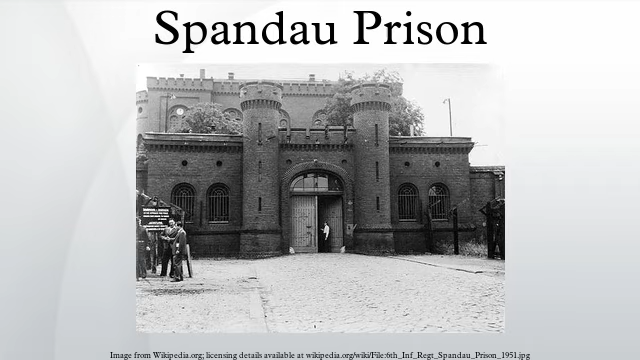 Spandau Prison
Image from Wikipedia.org; licensing details available at wikipedia.org/wiki/File:6th_Inf_Regt_Spandau_Prison_1951.jpg